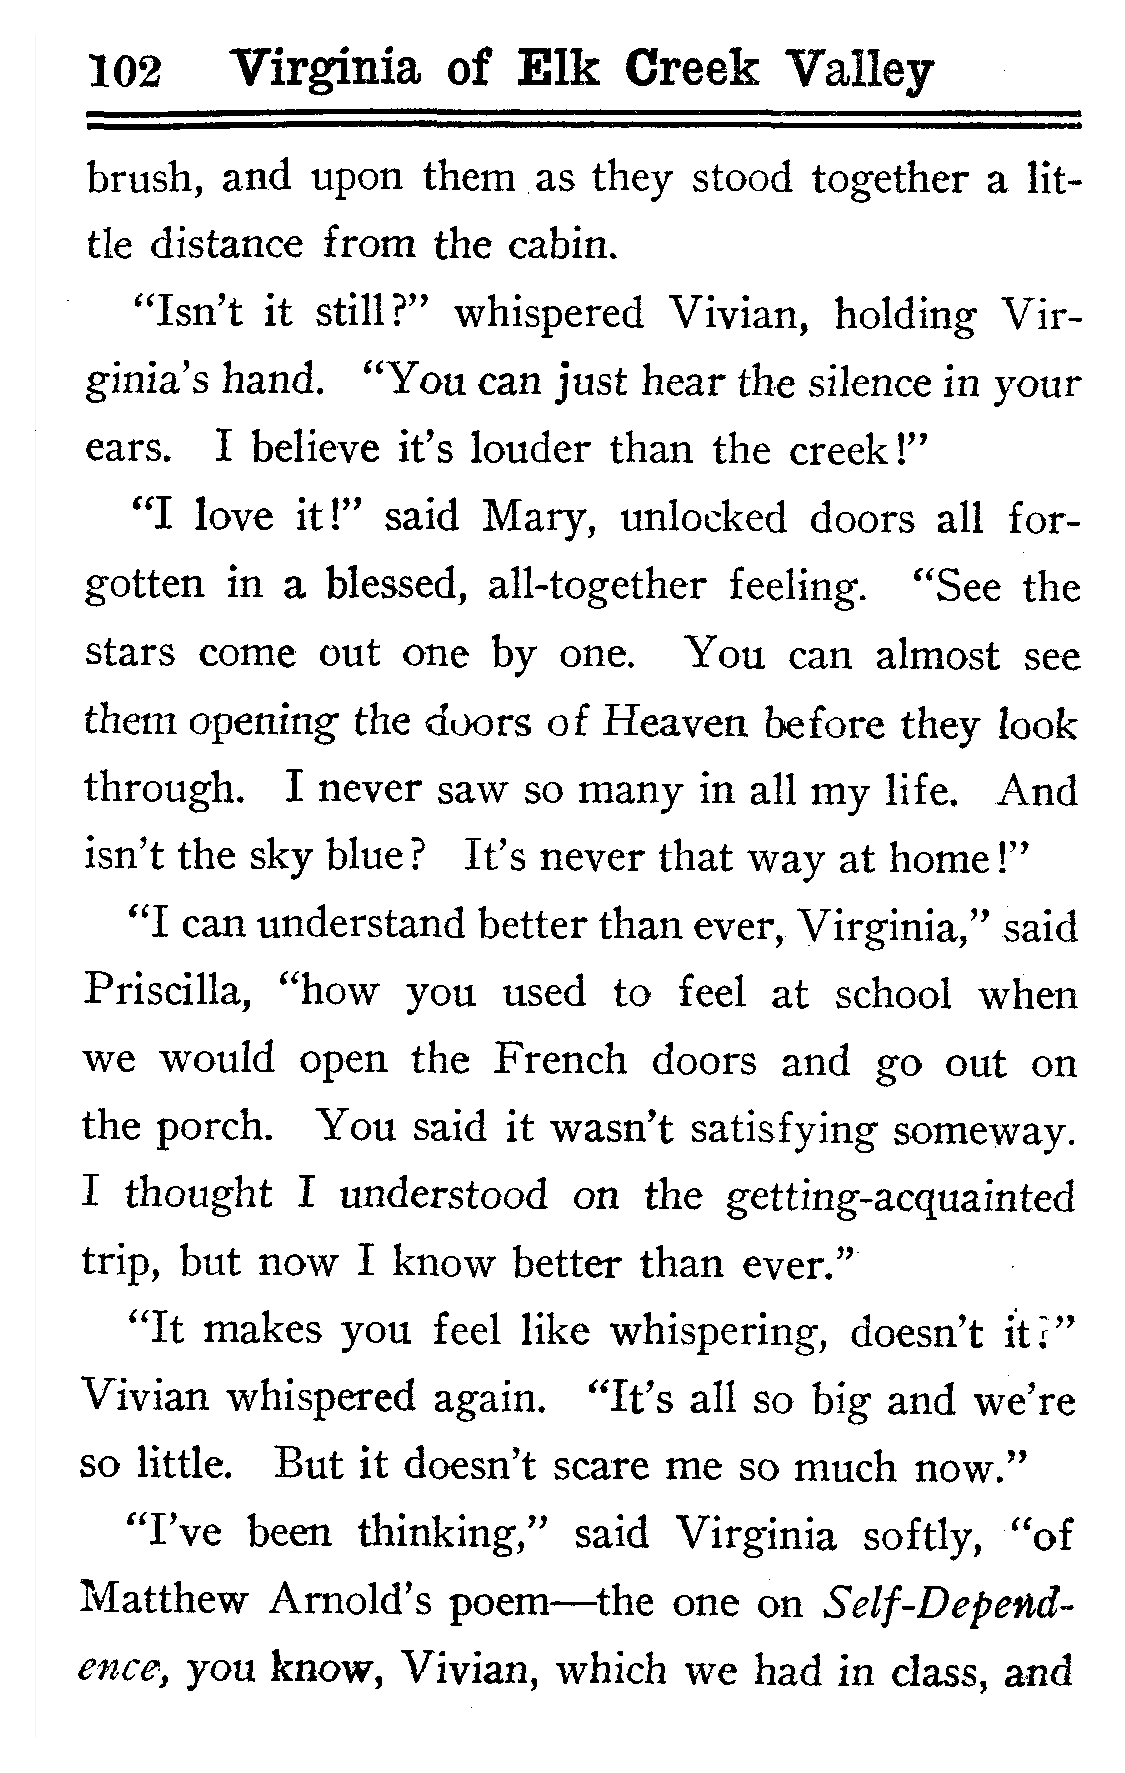 102 Virginia of Elk Creek Valley
brush, and upon them as they stood together a lit-
tle distance from the cabin.
“Isn’t it still?” whispered Vivian, holding Vir-
ginia’s hand. “You can just hear the silence in your
ears. I believe it’s louder than the creek!”
“I love it!” said Mary, unlocked doors all for-
gotten in a blessed, all-together feeling. “See the
stars come out one by one. You can almost see
them opening the doors of Heaven before they look
through. I never saw so many in all my life. And
isn’t the sky blue? It’s never that way at home!”
“I can understand better than ever, Virginia,” said
Priscilla, “how you used to feel at school when
we would open the French doors and go out on
the porch. You said it wasn’t satisfying someway.
I thought I understood on the getting-acquainted
trip, but now I know better than ever.”
“It makes you feel like whispering, doesn’t it?”
Vivian whispered again. “It’s all so big and we’re
so little. But it doesn’t scare me so much now.”
“I’ve been thinking,” said Virginia softly, “of
Matthew Arnold’s poem—the one on Self-Depend-
ence, you know, Vivian, which we had in class, and